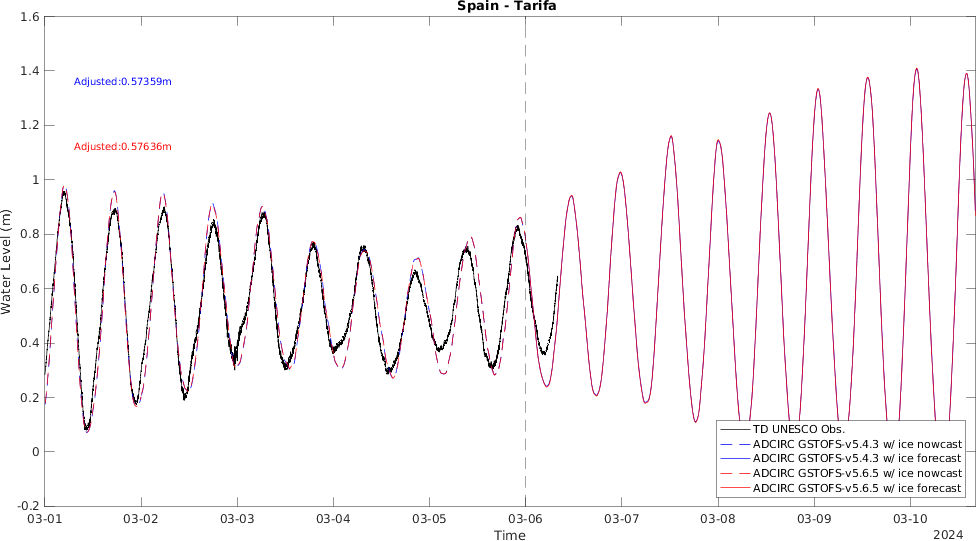 Spain - Tarifa
1.6
1.4
1.2
1
0.8
0.6
0.4
0.2
0
-0.2
Water Level (m)
Adjusted:0.57359m
Adjusted:0.57636m
TD UNESCO Obs.
ADCIRC GSTOFS-v5.4.3 w/ ice nowcast
ADCIRC GSTOFS-v5.4.3 w/ ice forecast
ADCIRC GSTOFS-v5.6.5 w/ ice nowcast
ADCIRC GSTOFS-v5.6.5 w/ ice forecast
03-01 03-02 03-03 03-04 03-05 03-06 03-07 03-08 03-09 03-10
Time
2024